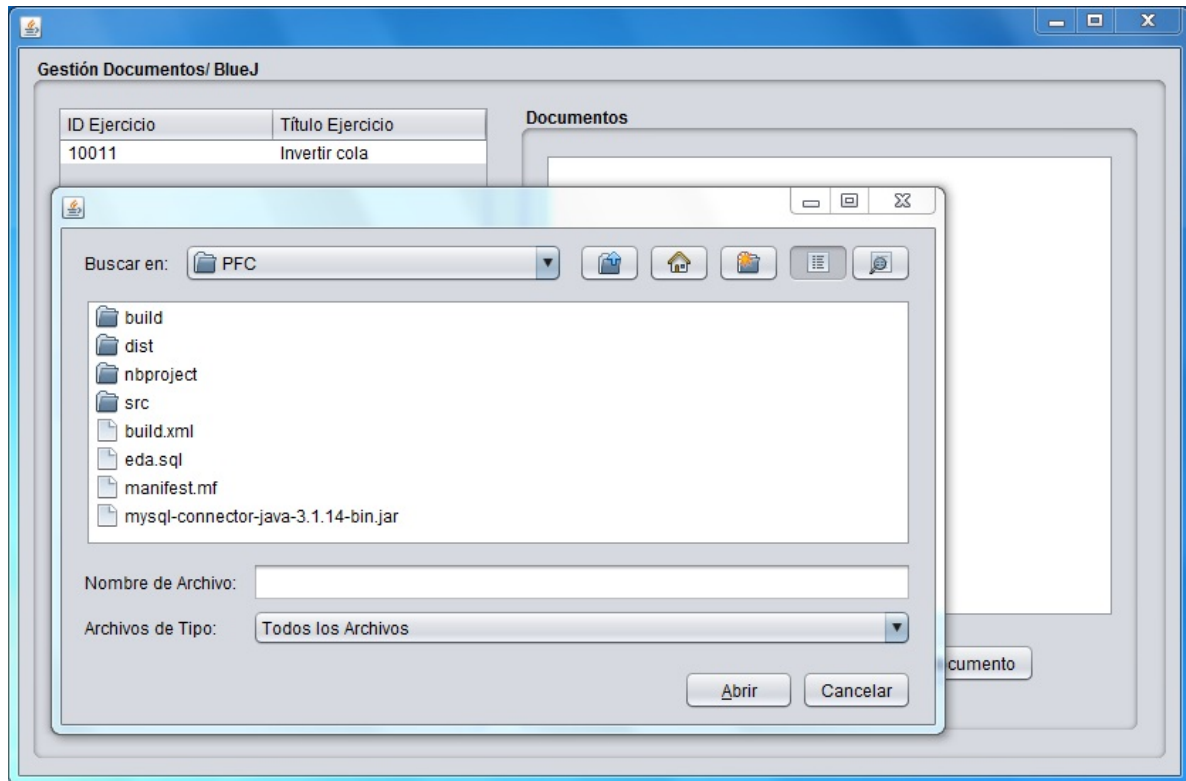 Gestión Documentos/ BlueJ
ID Ejercicio Título Ejercicio
10011 Invertir cola
Documentos
Buscar en: PFC
build
dist
nbproject
src
build.xml
eda.sql
manifest.mf
mysql-connector-java-3.1.14-bin.jar
Nombre de Archivo:
Archivos de Tipo: Todos los Archivos
cumento
Abrir Cancelar